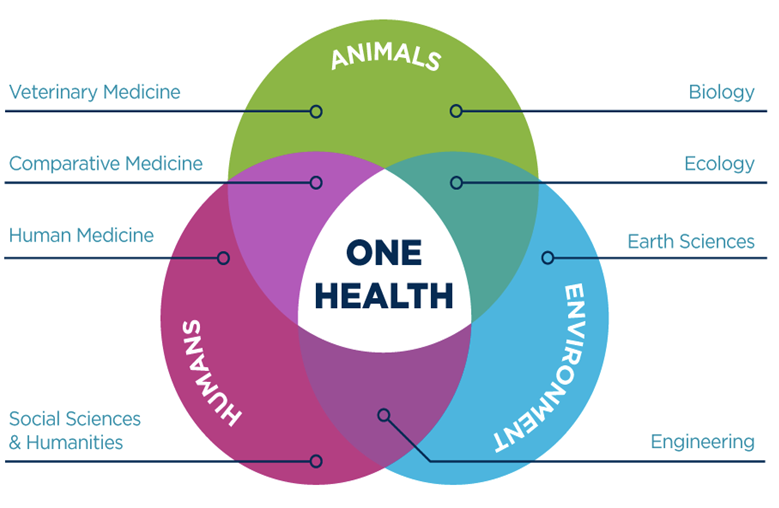 ANIMALS
Veterinary Medicine
Biology
Comparative Medicine
Ecology
Human Medicine
Earth Sciences
ONE
HEALTH
HUMANS
ENVIRONMENT
Social Sciences
& Humanities
Engineering